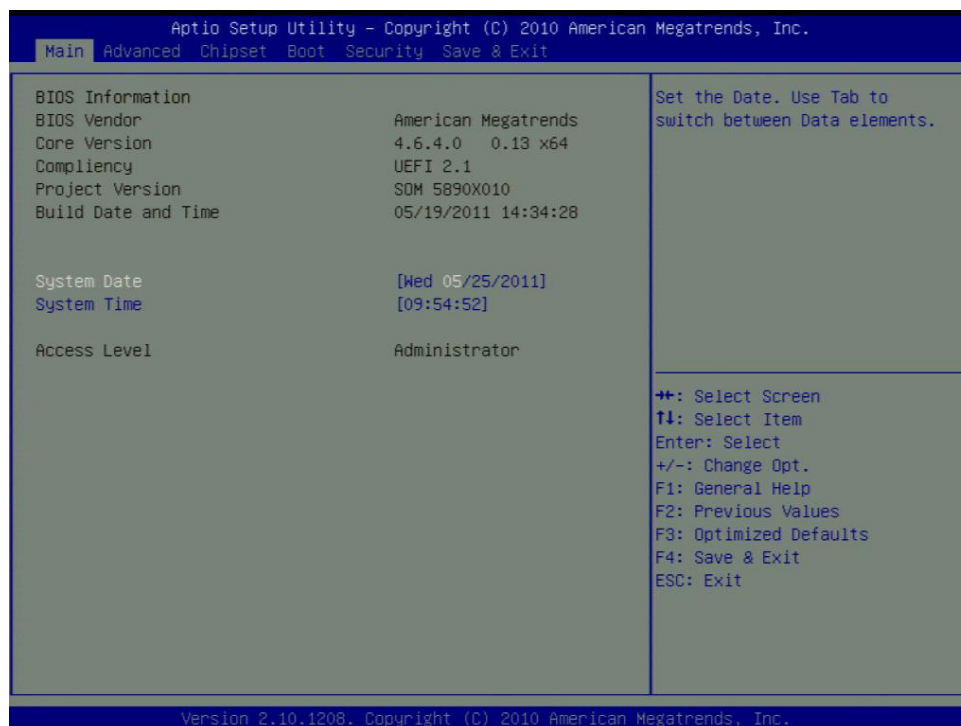 Aptio Setup Utility – Copyright (C) 2010 American Megatrends, Inc.
Main Advanced Chipset Boot Security Save & Exit
BIOS Information
BIOS Vendor American Megatrends
Core Version 4.6.4.0 0.13 x64
Compliency UEFI 2.1
Project Version SOM 5890X010
Build Date and Time 05/19/2011 14:34:28
System Date [Wed 05/25/2011]
System Time [09:54:52]
Access Level Administrator
Set the Date. Use Tab to
switch between Data elements.
→←: Select Screen
↑↓: Select Item
Enter: Select
+/-: Change Opt.
F1: General Help
F2: Previous Values
F3: Optimized Defaults
F4: Save & Exit
ESC: Exit
Version 2.10.1208. Copyright (C) 2010 American Megatrends, Inc.